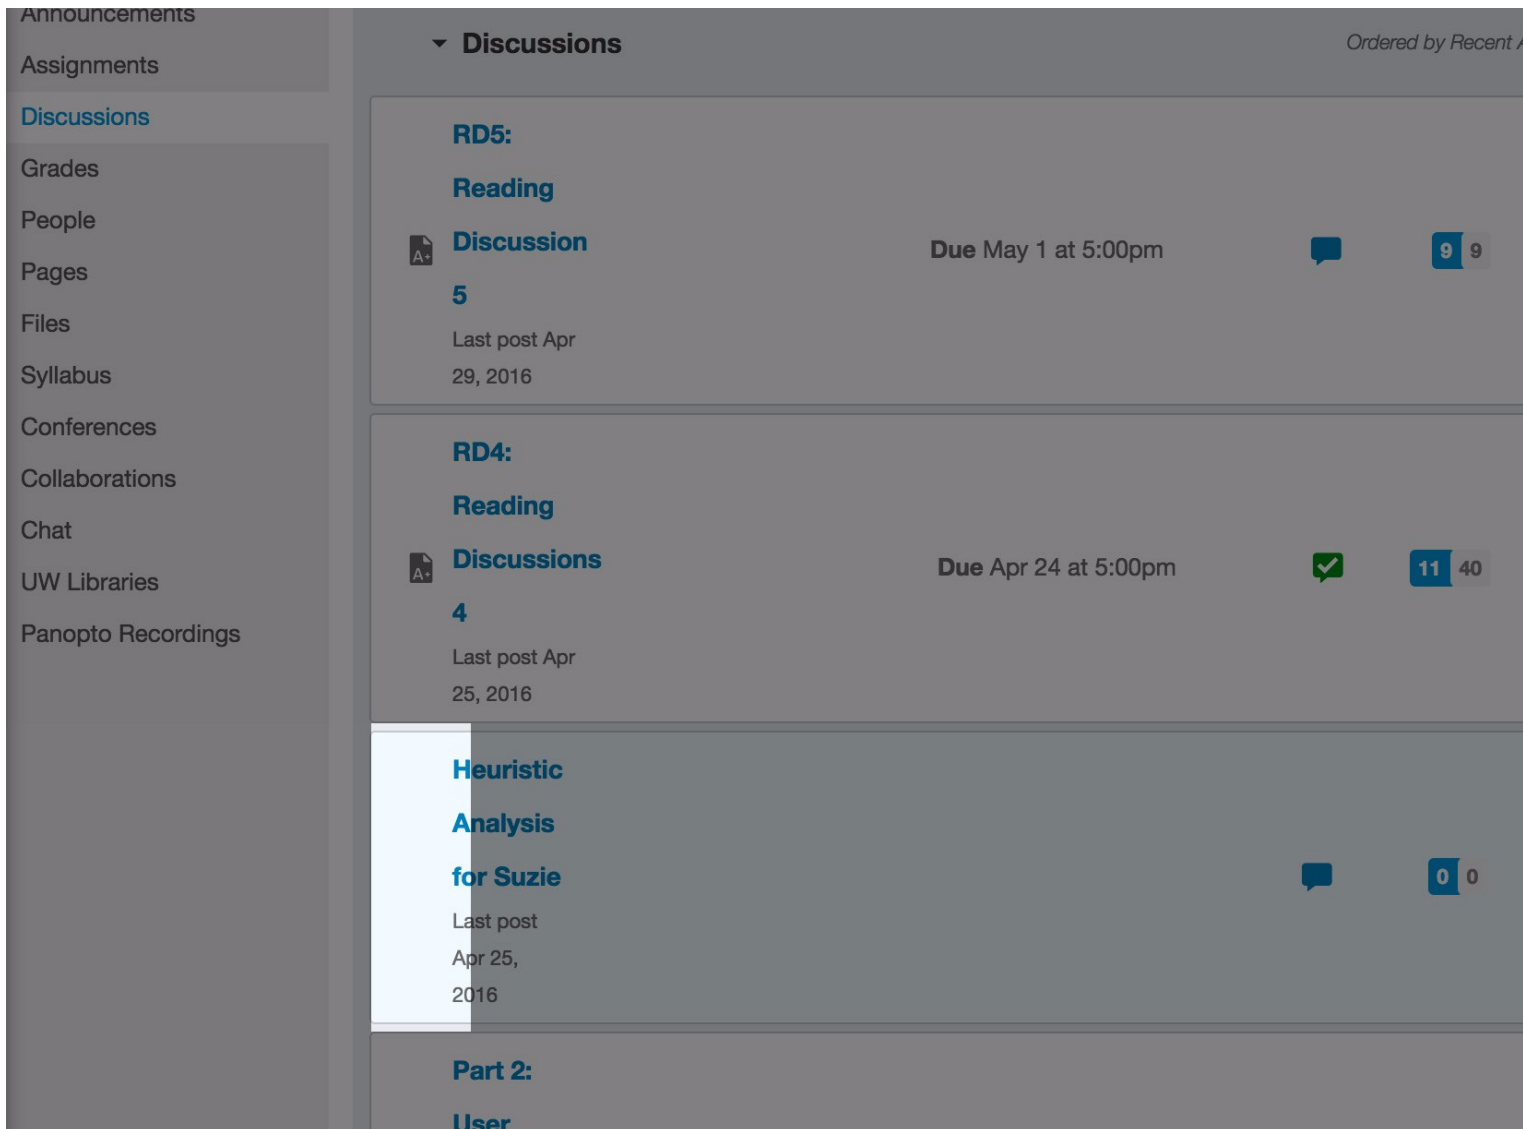 Announcements
Assignments
Discussions
Grades
People
Pages
Files
Syllabus
Conferences
Collaborations
Chat
UW Libraries
Panopto Recordings
Discussions
Ordered by Recent A
RD5:
Reading
Discussion
5
Last post Apr
29, 2016
A+
Due May 1 at 5:00pm
9 9
RD4:
Reading
Discussions
4
Last post Apr
25, 2016
A+
Due Apr 24 at 5:00pm
11 40
Heuristic
Analysis
for Suzie
Last post
Apr 25,
2016
0 0
Part 2:
User